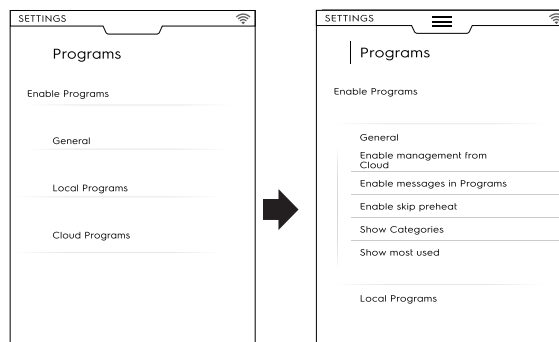 SETTINGS
Programs
Enable Programs
General
Local Programs
Cloud Programs
SETTINGS
Programs
Enable Programs
General
Enable management from
Cloud
Enable messages in Programs
Enable skip preheat
Show Categories
Show most used
Local Programs